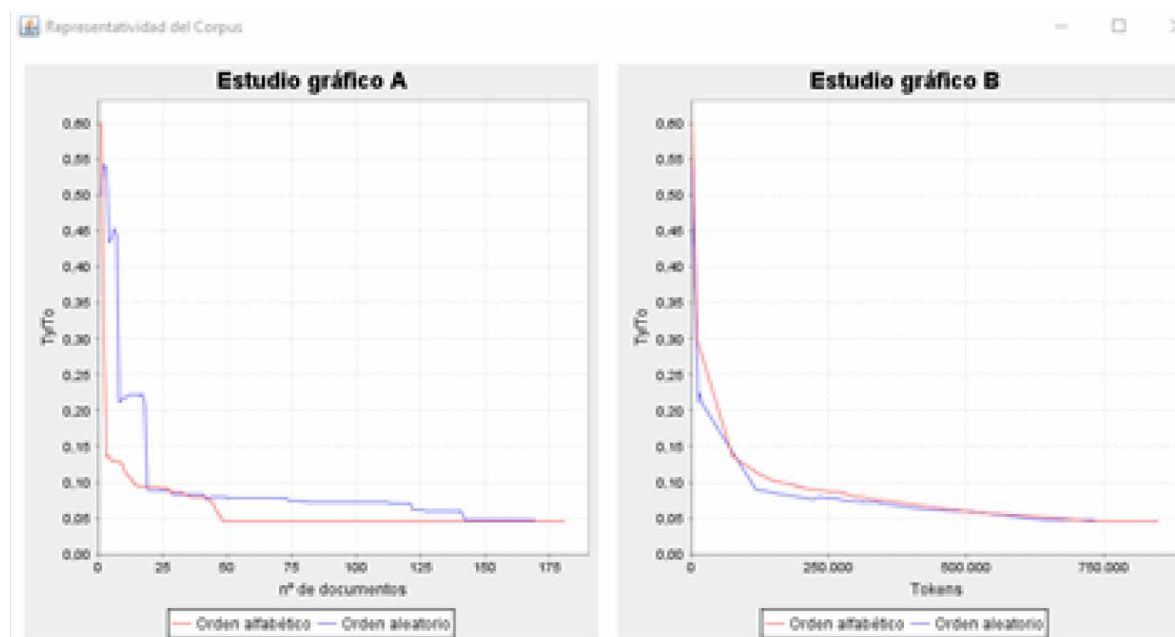 Representatividad del Corpus
Estudio gráfico A
0,60
0,55
0,50
0,45
0,40
0,35
0,30
0,25
0,20
0,15
0,10
0,05
0,00
Ty/To
0 25 50 75 100 125 150 175
nº de documentos
Orden alfabético Orden aleatorio
Estudio gráfico B
0,60
0,55
0,50
0,45
0,40
0,35
0,30
0,25
0,20
0,15
0,10
0,05
0,00
Ty/To
0 250.000 500.000 750.000
Tokens
Orden alfabético Orden aleatorio